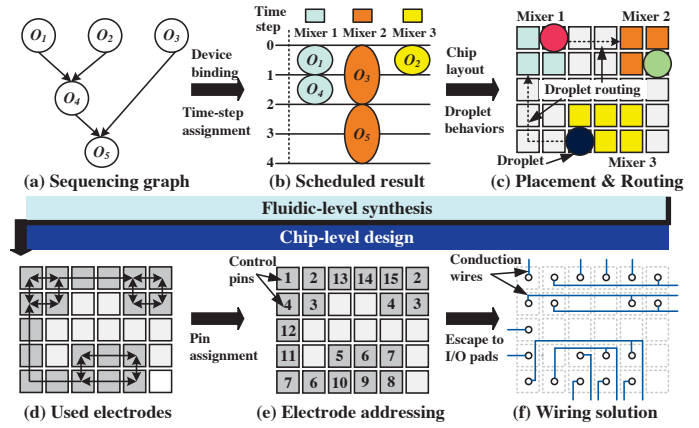 O1
O2
O3
O4
O5
(a) Sequencing graph
Device
binding
Time-step
assignment
Time
step
Mixer 1 Mixer 2 Mixer 3
0
1
2
3
4
O1
O2
O3
O4
O5
(b) Scheduled result
Chip
layout
Droplet
behaviors
Mixer 1
Mixer 2
Droplet routing
Droplet
Mixer 3
(c) Placement & Routing
Fluidic-level synthesis
Chip-level design
(d) Used electrodes
Pin
assignment
Control
pins
1 2 13 14 15 2
4 3 4 3
12
11 5 6 7
7 6 10 9 8
(e) Electrode addressing
Conduction
wires
Escape to
I/O pads
(f) Wiring solution